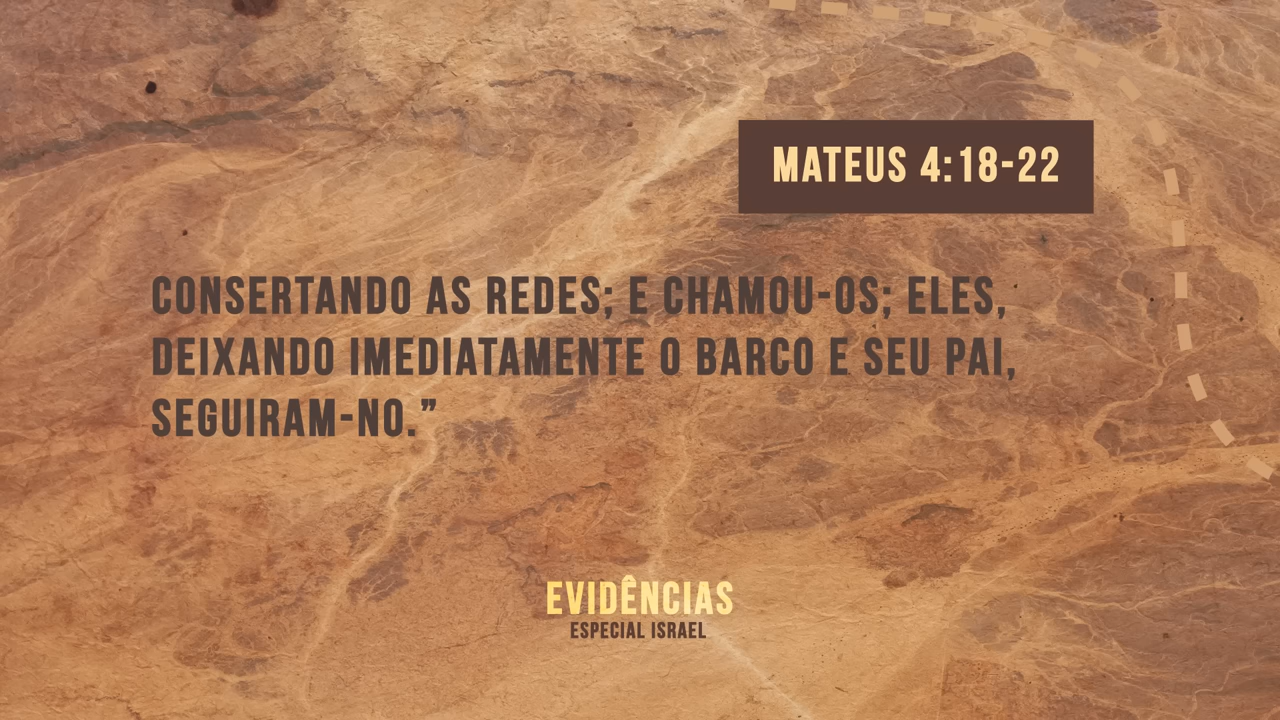 MATEUS 4:18-22
CONSERTANDO AS REDES; E CHAMOU-OS; ELES,
DEIXANDO IMEDIATAMENTE O BARCO E SEU PAI,
SEGUIRAM-NO.”
EVIDÊNCIAS
ESPECIAL ISRAEL